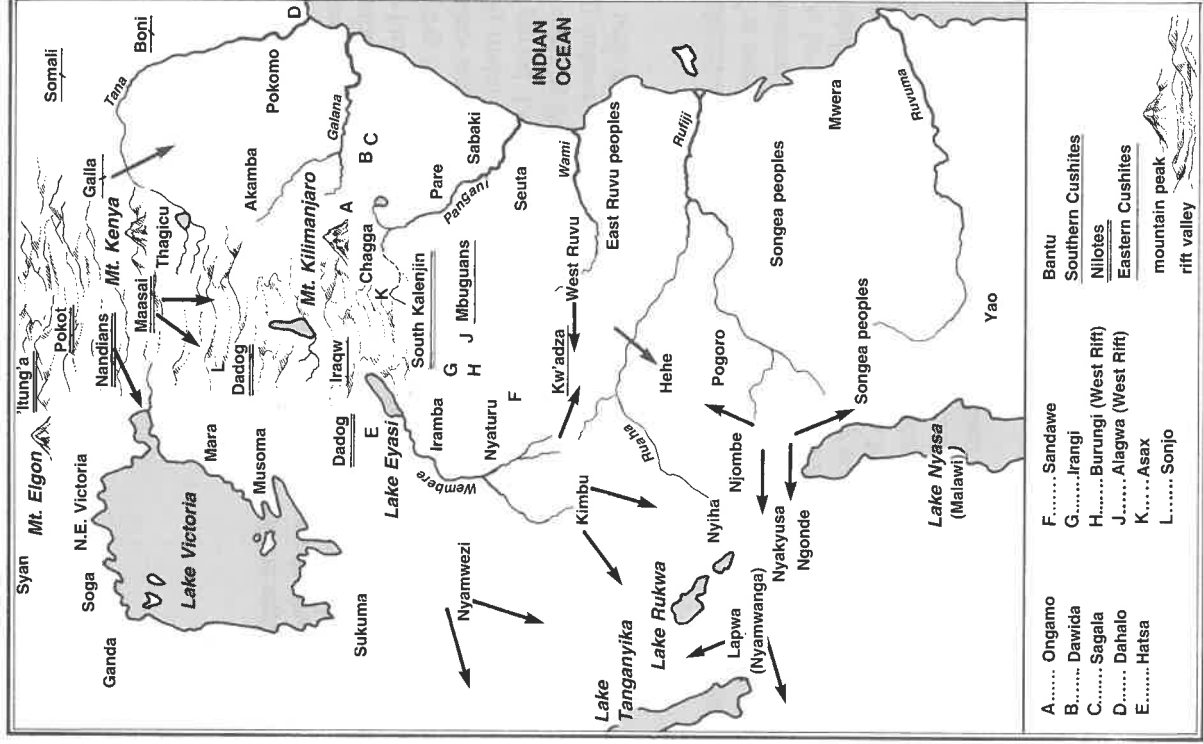 Syan
'Itung'a
Mt. Elgon
Somali
Pokot
N.E. Victoria
Soga
Galla
Nandians
Ganda
Tana
Boni
Mt. Kenya
Maasai
Thagicu
Lake Victoria
Mara
L
Dadog
Musoma
Akamba
Pokomo
D
Mt. Kilimanjaro
Galana
Iraqw
Dadog
A
Sukuma
E
Chagga
B C
K
Lake Eyasi
South Kalenjin
Iramba
G
Pare
Nyamwezi
Wembere
H J Mbuguans
Pangani
Sabaki
Nyaturu
F
Seuta
INDIAN
OCEAN
Kw'adza
West Ruvu
Wami
Kimbu
East Ruvu peoples
Lake
Tanganyika
Ruaha
Hehe
Lake Rukwa
Rufiji
Nyiha
Pogoro
Lapwa
(Nyamwanga)
Njombe
Nyakyusa
Ngonde
Songea peoples
Mwera
Songea peoples
Ruvuma
Lake Nyasa
(Malawi)
Yao
A...... Ongamo
B...... Dawida
C...... Sagala
D...... Dahalo
E...... Hatsa
F....... Sandawe
G.......Irangi
H...... Burungi (West Rift)
J...... Alagwa (West Rift)
K...... Asax
L...... Sonjo
Bantu
Southern Cushites
Nilotes
Eastern Cushites
mountain peak
rift valley